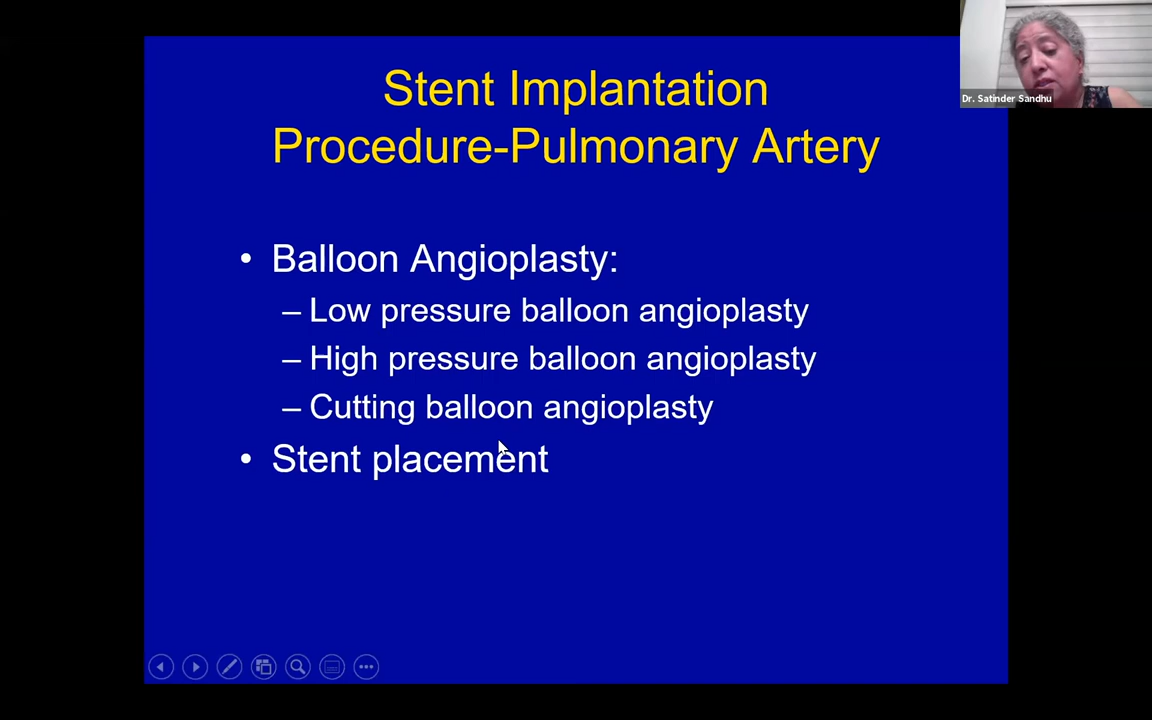 Stent Implantation
Procedure-Pulmonary Artery
• Balloon Angioplasty:
– Low pressure balloon angioplasty
– High pressure balloon angioplasty
– Cutting balloon angioplasty
• Stent placement
Dr. Satinder Sandhu